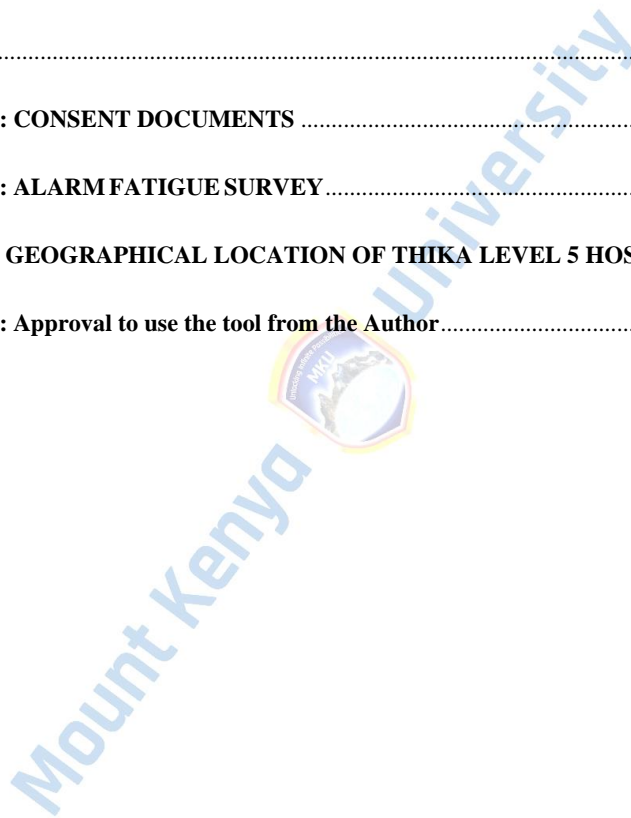 ....................................................................................................................
: CONSENT DOCUMENTS ..........................................................
: ALARM FATIGUE SURVEY......................................................
GEOGRAPHICAL LOCATION OF THIKA LEVEL 5 HOS
: Approval to use the tool from the Author..................................
Mount Kenya University
MKU